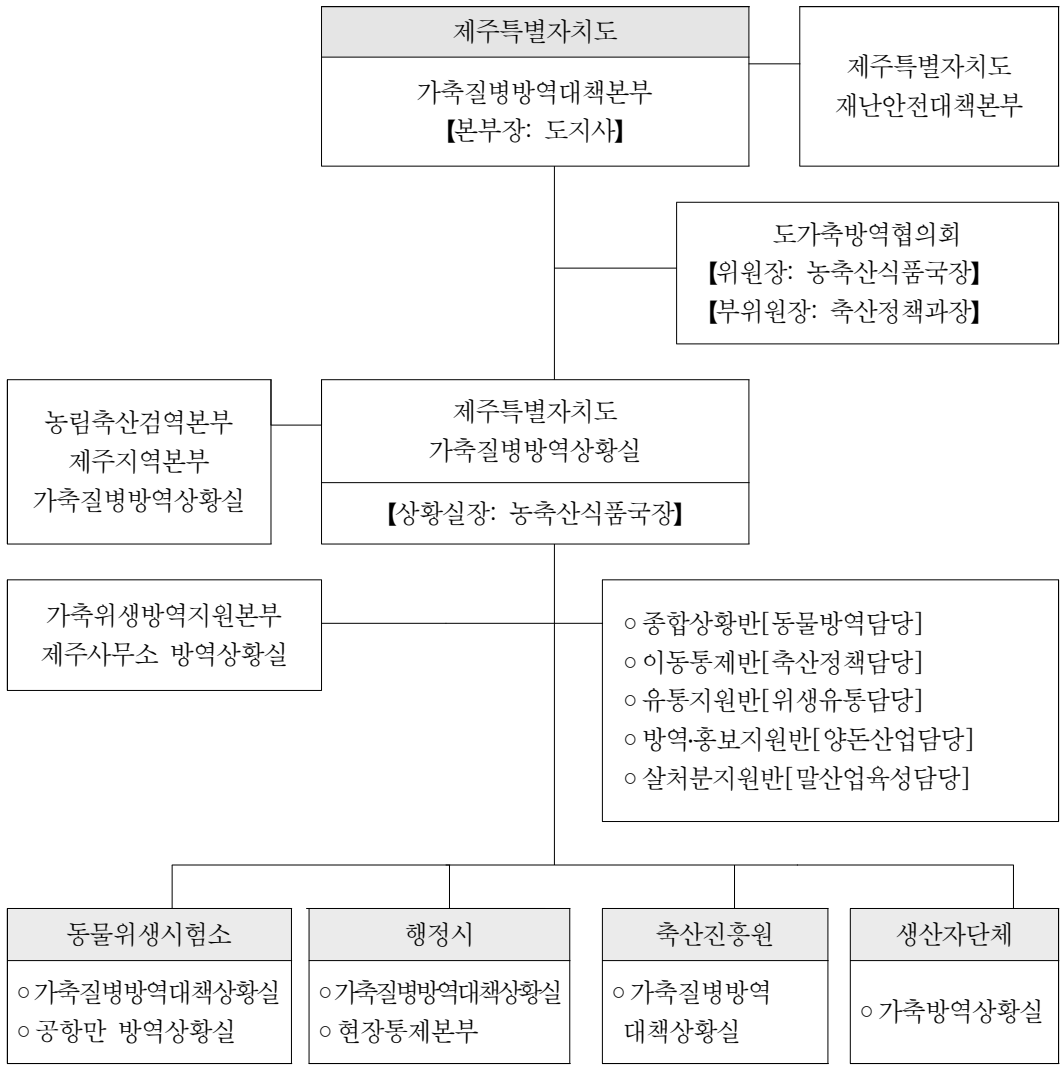 제주특별자치도
가축질병방역대책본부
【본부장: 도지사】
제주특별자치도
재난안전대책본부
도가축방역협의회
【위원장: 농축산식품국장】
【부위원장: 축산정책과장】
농림축산검역본부
제주지역본부
가축질병방역상황실
제주특별자치도
가축질병방역상황실
【상황실장: 농축산식품국장】
가축위생방역지원본부
제주사무소 방역상황실
○ 종합상황반[동물방역담당]
○ 이동통제반[축산정책담당]
○ 유통지원반[위생유통담당]
○ 방역·홍보지원반[양돈산업담당]
○ 살처분지원반[말산업육성담당]
동물위생시험소
○ 가축질병방역대책상황실
○ 공항만 방역상황실
행정시
○ 가축질병방역대책상황실
○ 현장통제본부
축산진흥원
○ 가축질병방역
대책상황실
생산자단체
○ 가축방역상황실